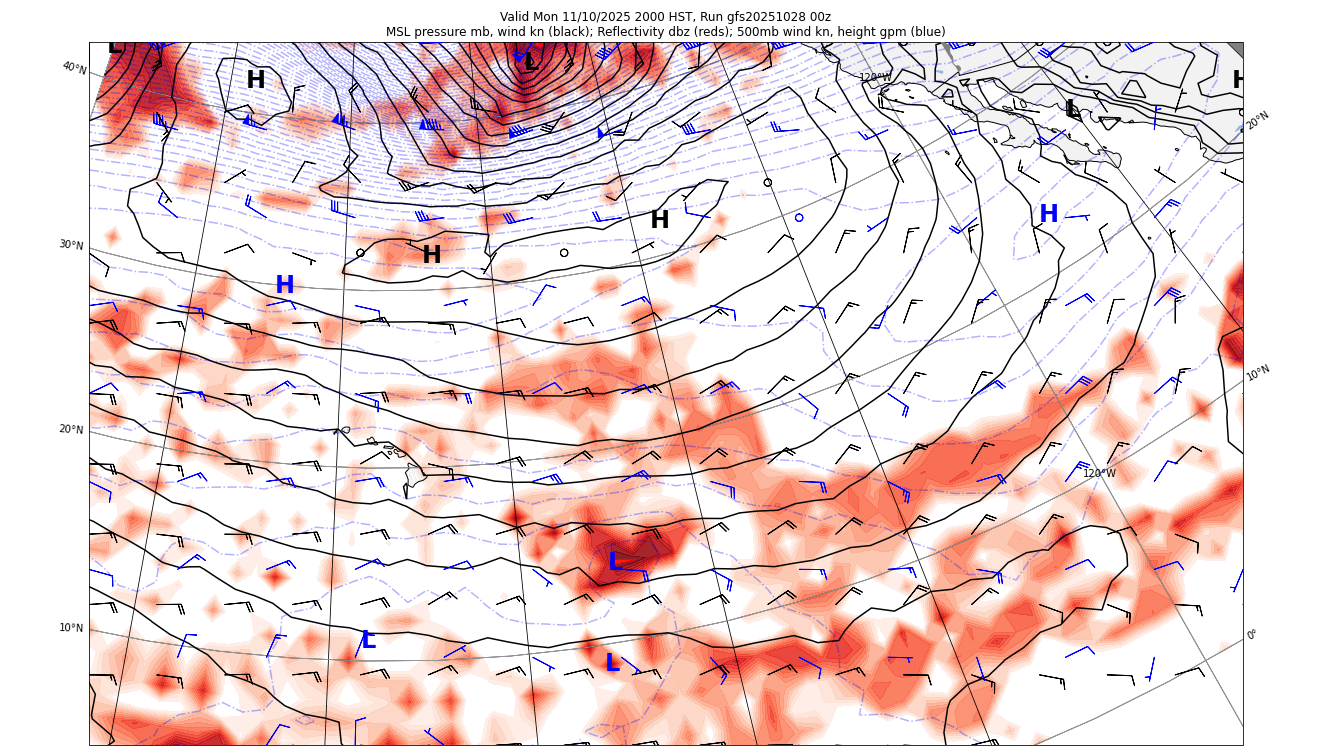 Valid Mon 11/10/2025 2000 HST, Run gfs20251028 00z
MSL pressure mb, wind kn (black); Reflectivity dbz (reds); 500mb wind kn, height gpm (blue)
L
L
H
H
40°N
120°W
L
20°N
H
H
30°N
H
H
10°N
20°N
120°W
L
10°N
L
L
0°